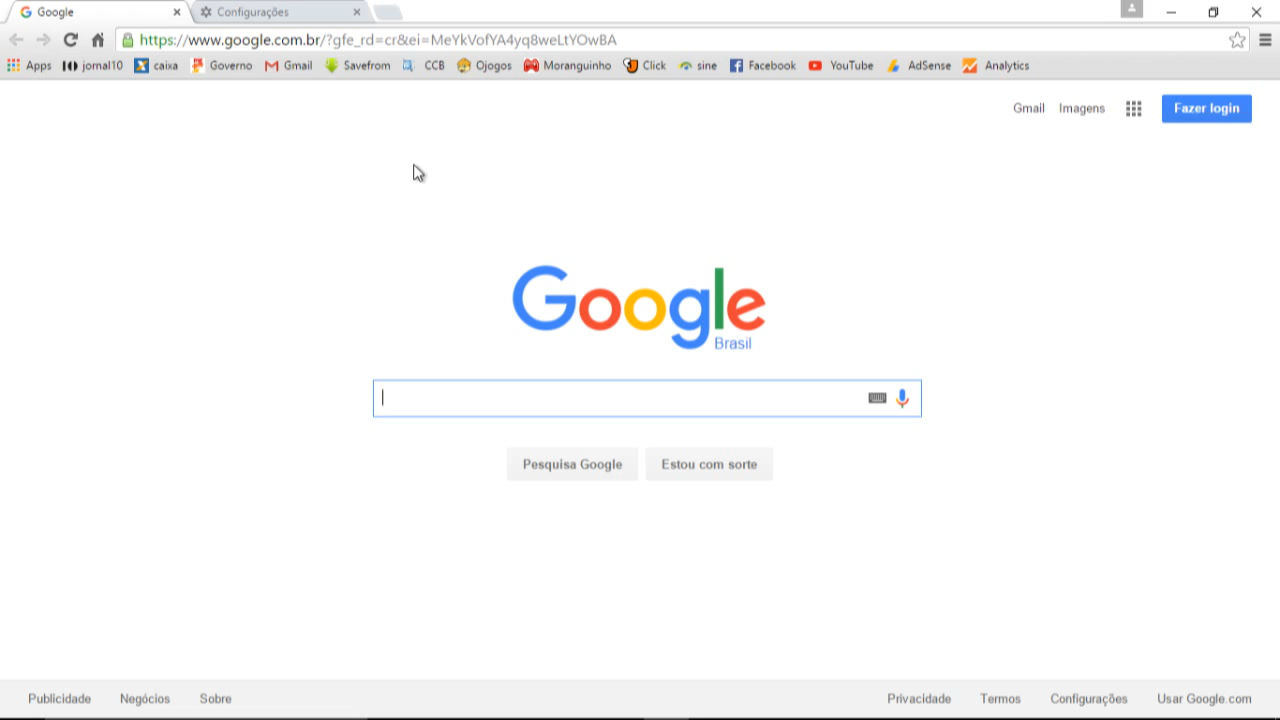 Google
Configurações
https://www.google.com.br/?gfe_rd=cr&ei=MeYkVofYA4yq8weLtYOwBA
Apps jornal10 caixa Governo Gmail Savefrom CCB Ojogos Moranguinho Click sine Facebook YouTube AdSense Analytics
Gmail Imagens Fazer login
Google
Brasil
Pesquisa Google Estou com sorte
Publicidade Negócios Sobre Privacidade Termos Configurações Usar Google.com